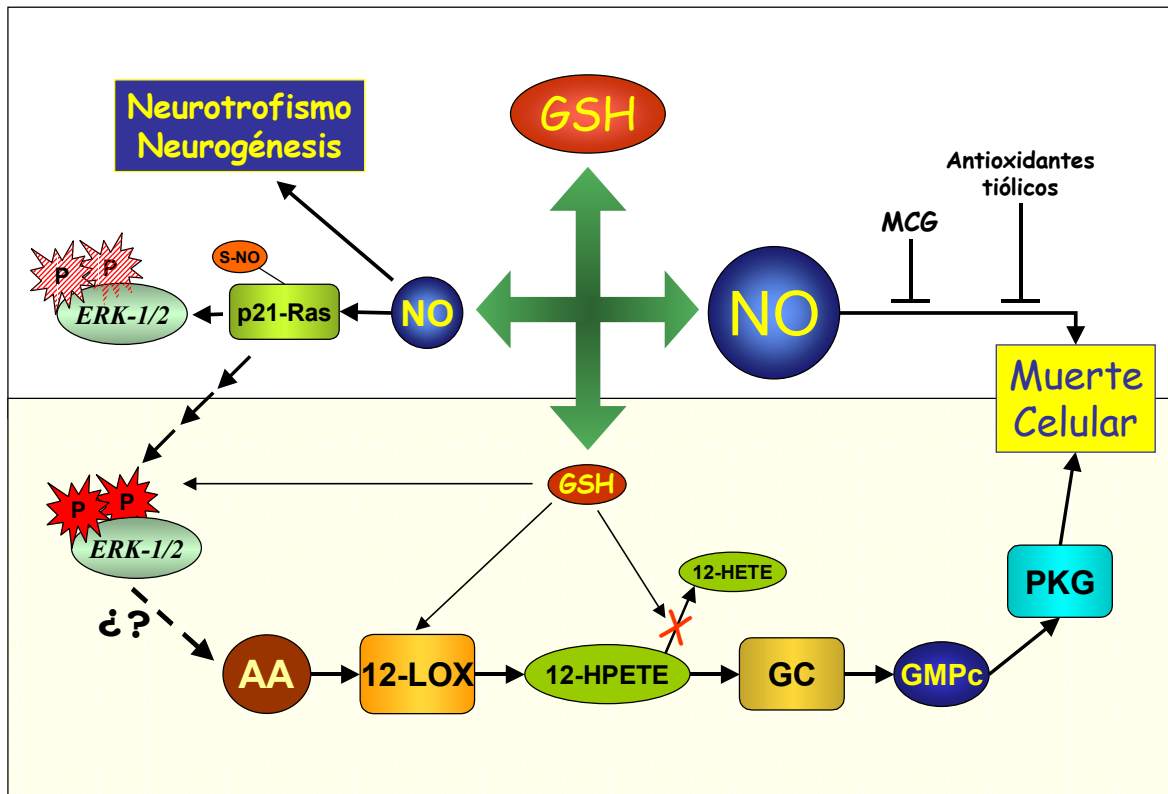 Neurotrofismo
Neurogénesis
GSH
Antioxidantes
tiólicos
MCG
S-NO
P
P
ERK-1/2
p21-Ras
NO
NO
Muerte
Celular
GSH
P
P
ERK-1/2
¿?
12-HETE
PKG
AA
12-LOX
12-HPETE
GC
GMPc